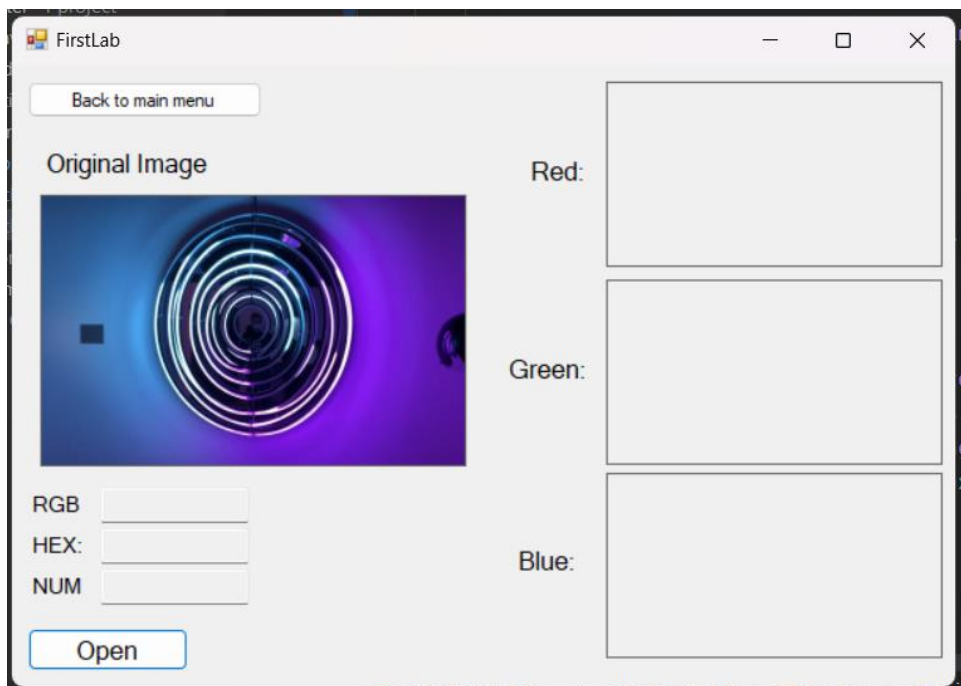 FirstLab
Back to main menu
Original Image
Red:
Green:
RGB
HEX:
Blue:
NUM
Open